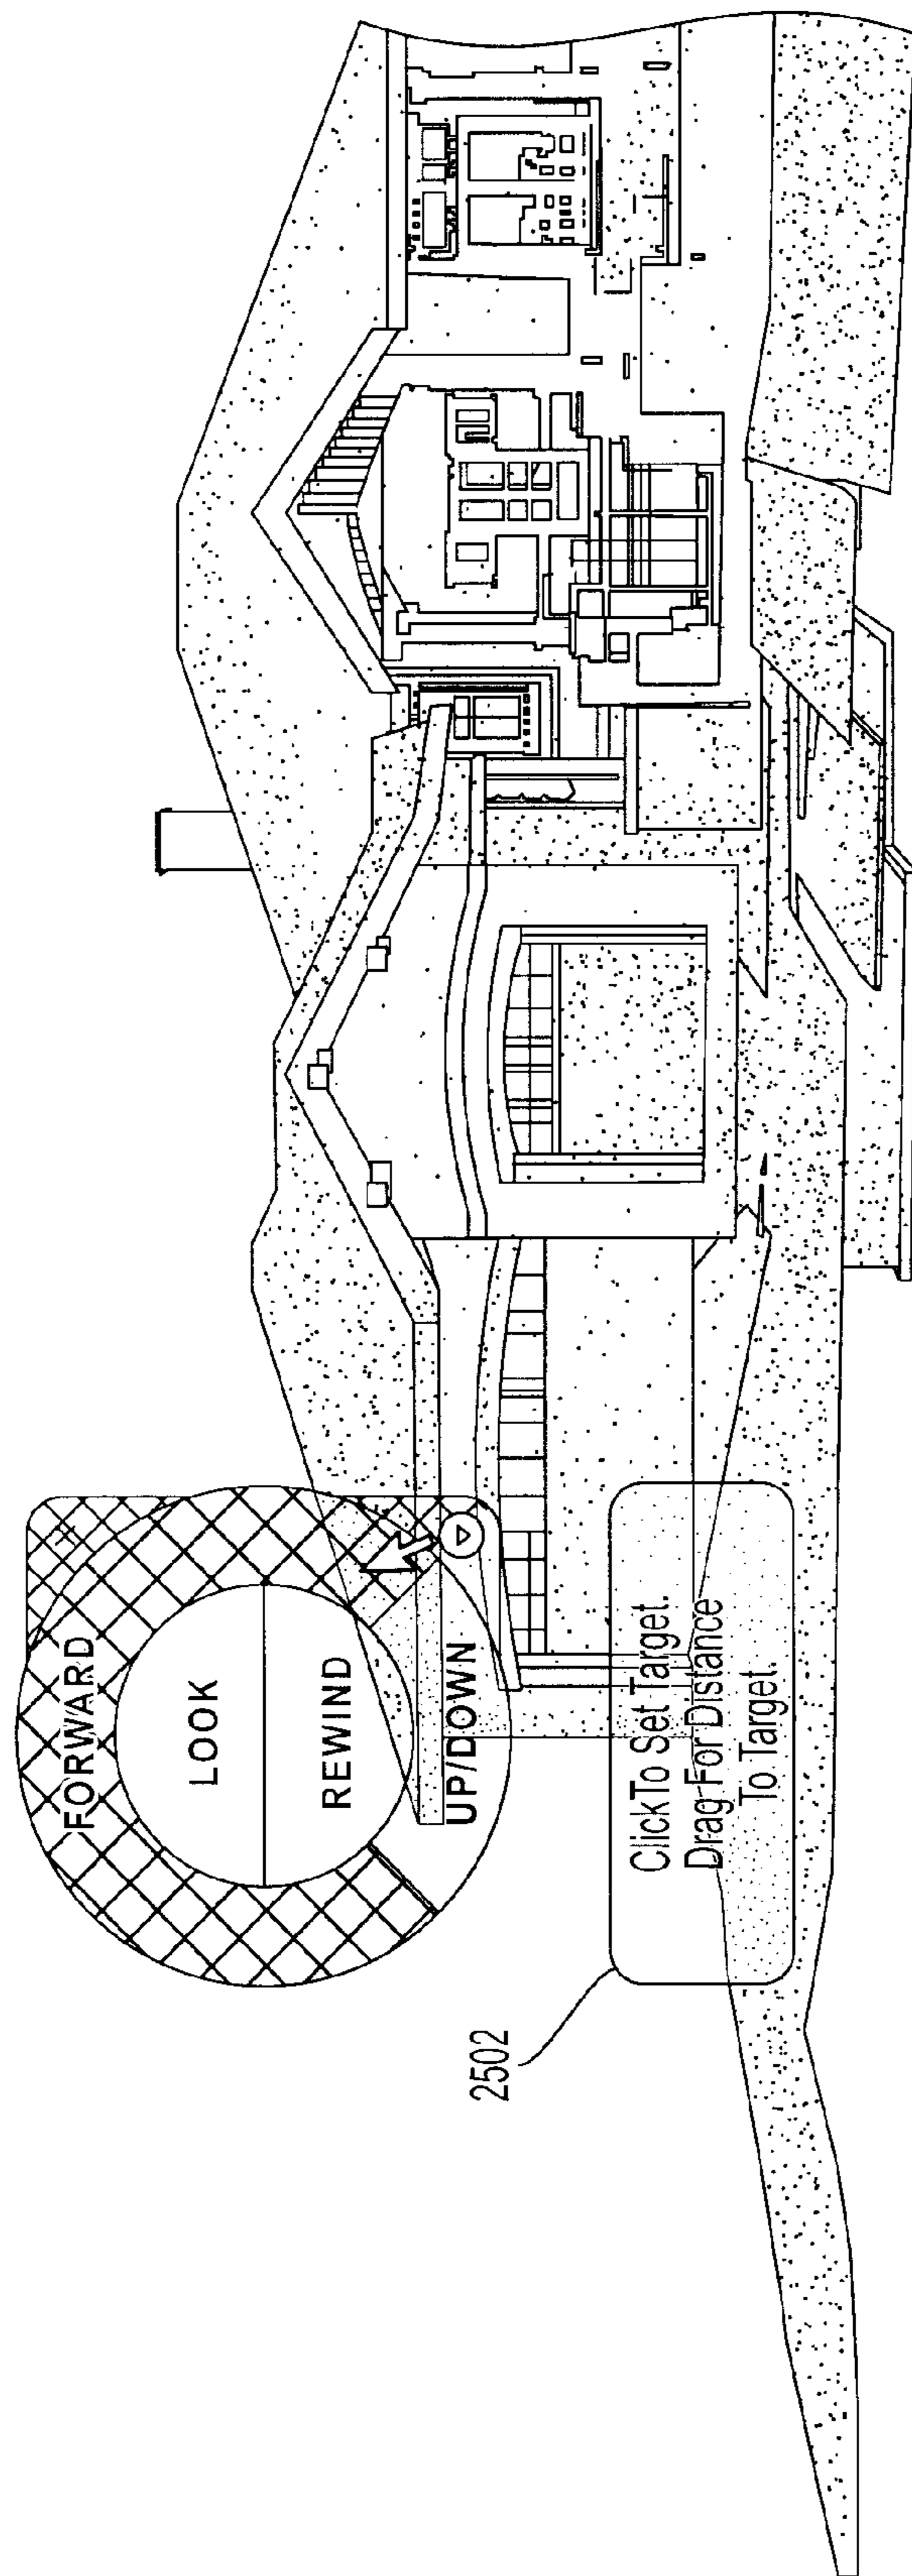 FORWARD
LOOK
REWIND
UP/DOWN
2502
ClickTo Set Target.
Drag For Distance
To Target.